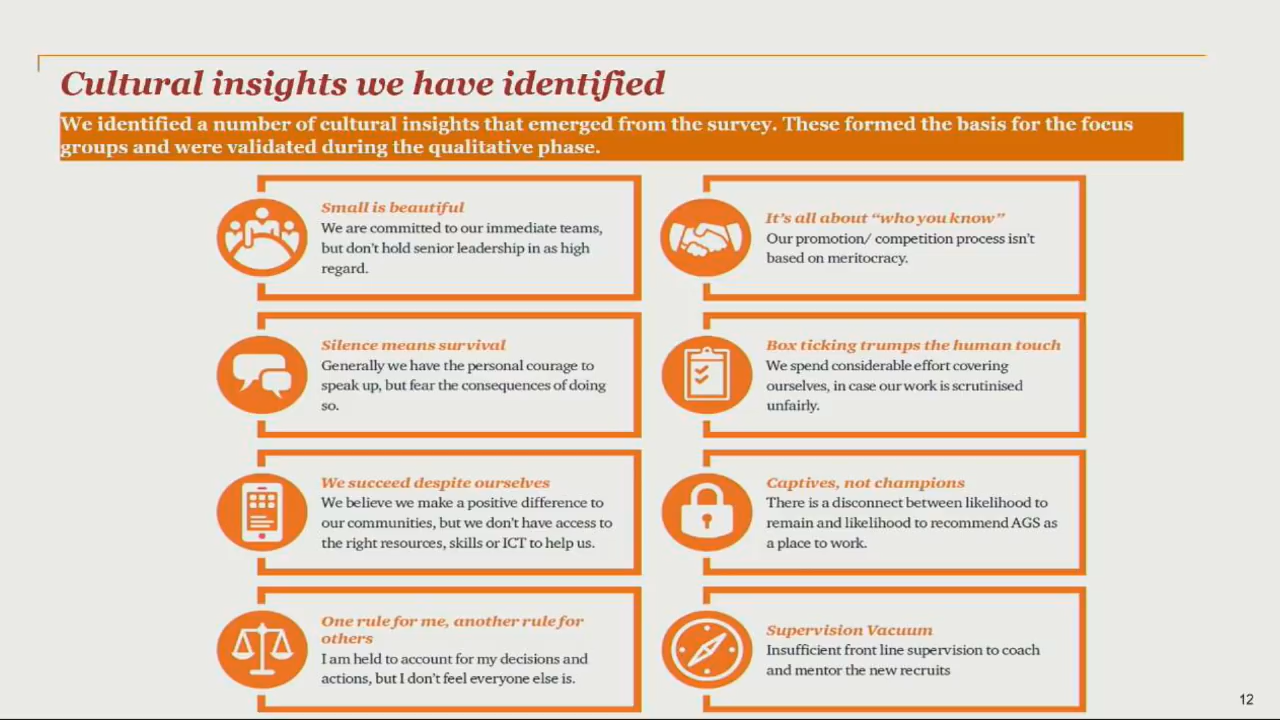 Cultural insights we have identified
We identified a number of cultural insights that emerged from the survey. These formed the basis for the focus
groups and were validated during the qualitative phase.
Small is beautiful
We are committed to our immediate teams,
but don't hold senior leadership in as high
regard.
It's all about "who you know"
Our promotion/ competition process isn't
based on meritocracy.
Silence means survival
Generally we have the personal courage to
speak up, but fear the consequences of doing
so.
Box ticking trumps the human touch
We spend considerable effort covering
ourselves, in case our work is scrutinised
unfairly.
We succeed despite ourselves
We believe we make a positive difference to
our communities, but we don't have access to
the right resources, skills or ICT to help us.
Captives, not champions
There is a disconnect between likelihood to
remain and likelihood to recommend AGS as
a place to work.
One rule for me, another rule for
others
I am held to account for my decisions and
actions, but I don't feel everyone else is.
Supervision Vacuum
Insufficient front line supervision to coach
and mentor the new recruits
12